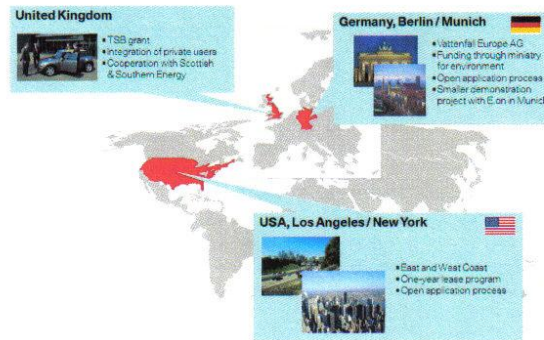 United Kingdom
• TSB grant
• Integration of private users
• Cooperation with Scottish
& Southern Energy
Germany, Berlin / Munich
• Vattenfall Europe AG
• Funding through ministry
for environment
• Open application process
• Smaller demonstration
project with E.on in Munich
USA, Los Angeles / New York
• East and West Coast
• One-year lease program
• Open application process